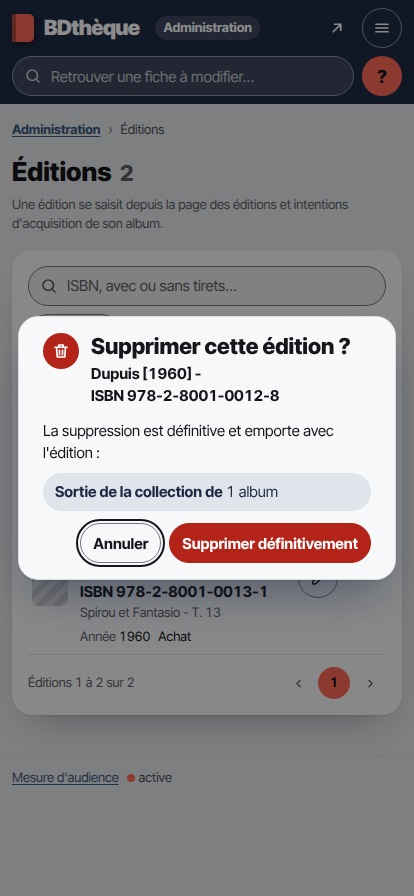 BDthèque Administration
Retrouver une fiche à modifier... ?
Administration › Éditions
Éditions 2
Une édition se saisit depuis la page des éditions et intentions
d'acquisition de son album.
ISBN, avec ou sans tirets...
Supprimer cette édition ?
Depuis [1960] -
ISBN 978-2-8001-0012-8
La suppression est définitive et emporte avec
l'édition :
Sortie de la collection de 1 album
Annuler Supprimer définitivement
ISBN 978-2-8001-0013-1
Spirou et Fantasio - T. 13
Année 1960 Achat
Éditions 1 à 2 sur 2 ‹ 1 ›
Mesure d'audience active